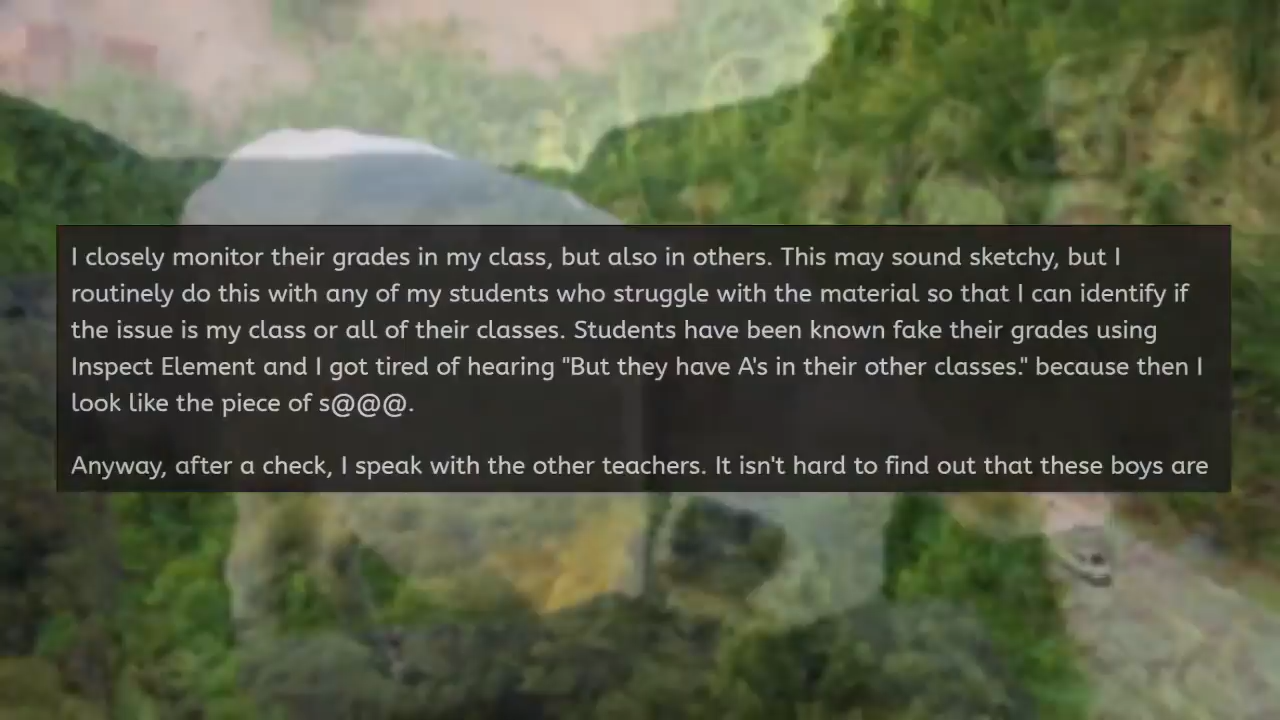 I closely monitor their grades in my class, but also in others. This may sound sketchy, but I
routinely do this with any of my students who struggle with the material so that I can identify if
the issue is my class or all of their classes. Students have been known fake their grades using
Inspect Element and I got tired of hearing "But they have A's in their other classes." because then I
look like the piece of s@@@.
Anyway, after a check, I speak with the other teachers. It isn't hard to find out that these boys are